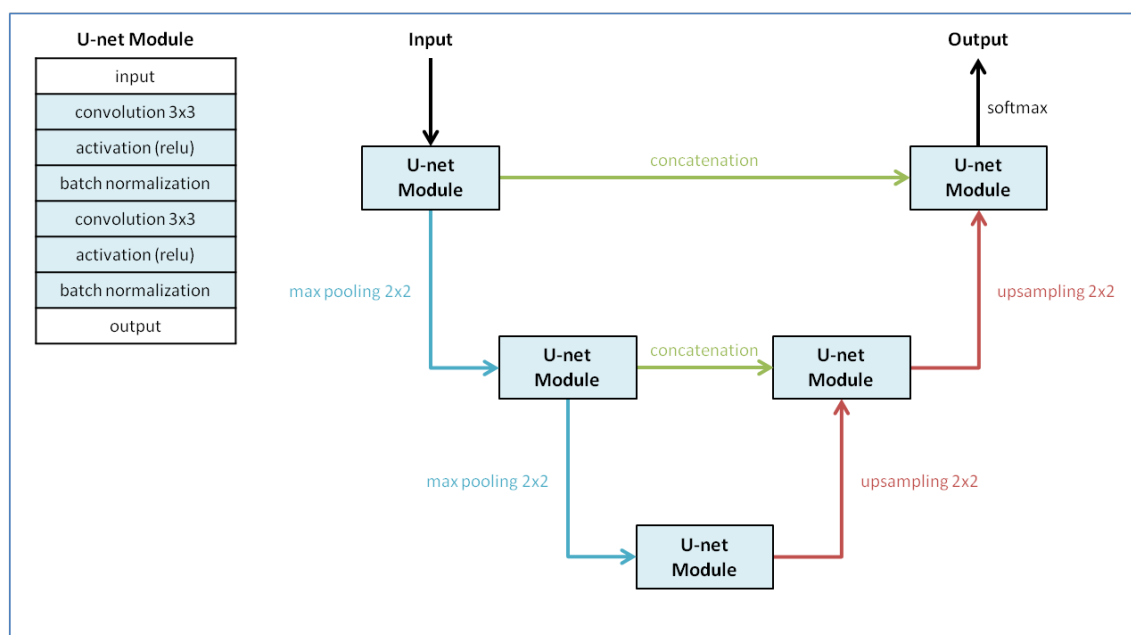 U-net Module
input
convolution 3x3
activation (relu)
batch normalization
convolution 3x3
activation (relu)
batch normalization
output
Input
Output
softmax
U-net
Module
concatenation
U-net
Module
max pooling 2x2
upsampling 2x2
U-net
Module
concatenation
U-net
Module
max pooling 2x2
upsampling 2x2
U-net
Module